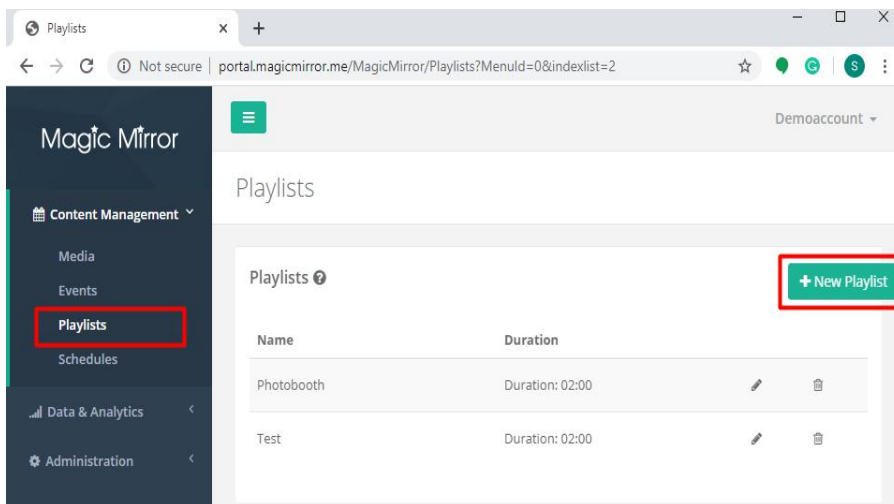 Playlists
Not secure | portal.magicmirror.me/MagicMirror/Playlists?MenuId=0&indexlist=2
S
Magic Mirror
Demoaccount
Playlists
Content Management
Media
Events
Playlists
Schedules
Data & Analytics
Administration
Playlists
+ New Playlist
Name Duration
Photobooth Duration: 02:00
Test Duration: 02:00